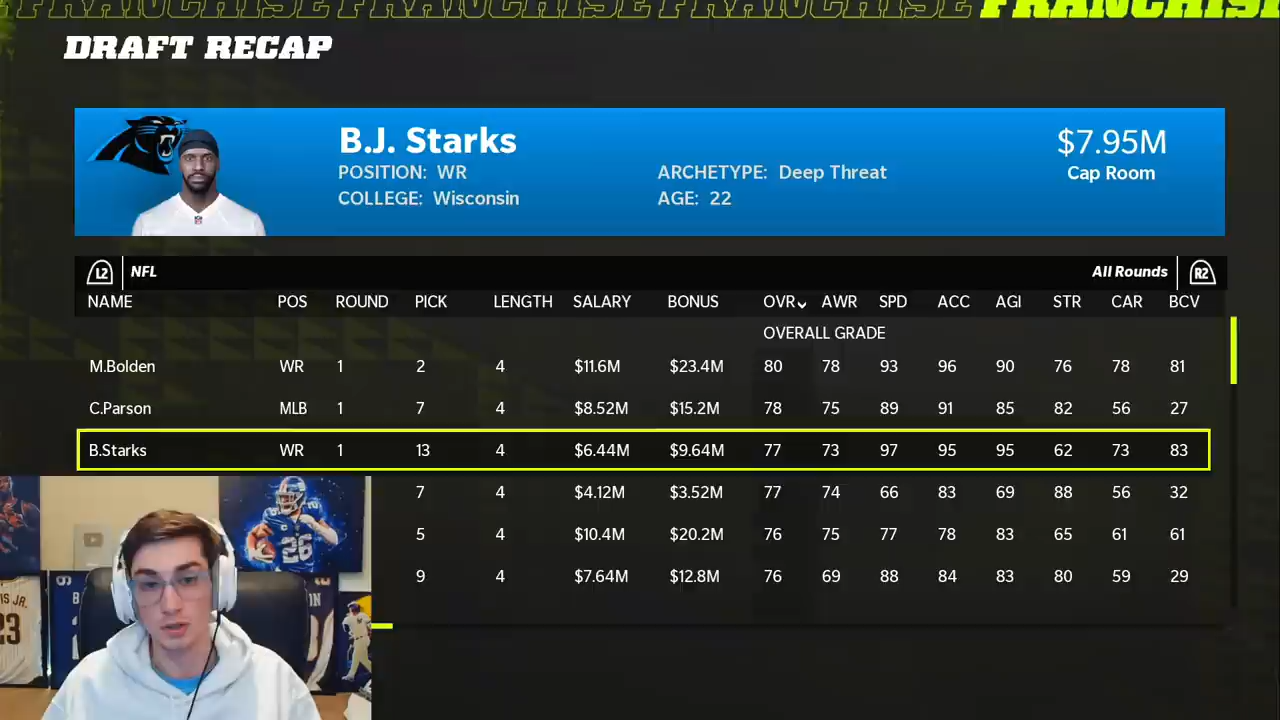 FRANCHISE FRANCHISE FRANCHISE FRANCHISE
DRAFT RECAP
B.J. Starks
POSITION: WR
COLLEGE: Wisconsin
ARCHETYPE: Deep Threat
AGE: 22
$7.95M
Cap Room
L2 NFL
All Rounds R2
NAME POS ROUND PICK LENGTH SALARY BONUS OVR AWR SPD ACC AGI STR CAR BCV
OVERALL GRADE
M.Bolden WR 1 2 4 $11.6M $23.4M 80 78 93 96 90 76 78 81
C.Parson MLB 1 7 4 $8.52M $15.2M 78 75 89 91 85 82 56 27
B.Starks WR 1 13 4 $6.44M $9.64M 77 73 97 95 95 62 73 83
7 4 $4.12M $3.52M 77 74 66 83 69 88 56 32
5 4 $10.4M $20.2M 76 75 77 78 83 65 61 61
9 4 $7.64M $12.8M 76 69 88 84 83 80 59 29
26
IS JR.
23
IN